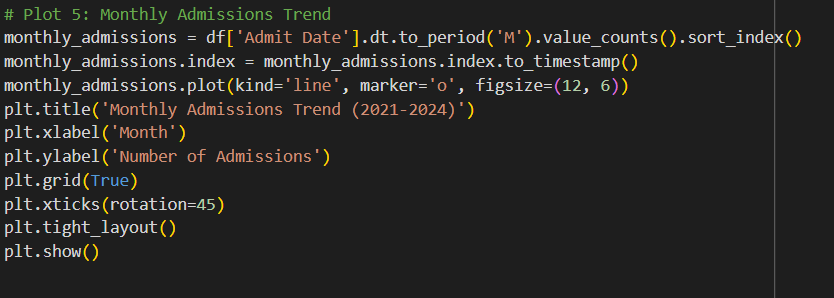 # Plot 5: Monthly Admissions Trend
monthly_admissions = df['Admit Date'].dt.to_period('M').value_counts().sort_index()
monthly_admissions.index = monthly_admissions.index.to_timestamp()
monthly_admissions.plot(kind='line', marker='o', figsize=(12, 6))
plt.title('Monthly Admissions Trend (2021-2024)')
plt.xlabel('Month')
plt.ylabel('Number of Admissions')
plt.grid(True)
plt.xticks(rotation=45)
plt.tight_layout()
plt.show()